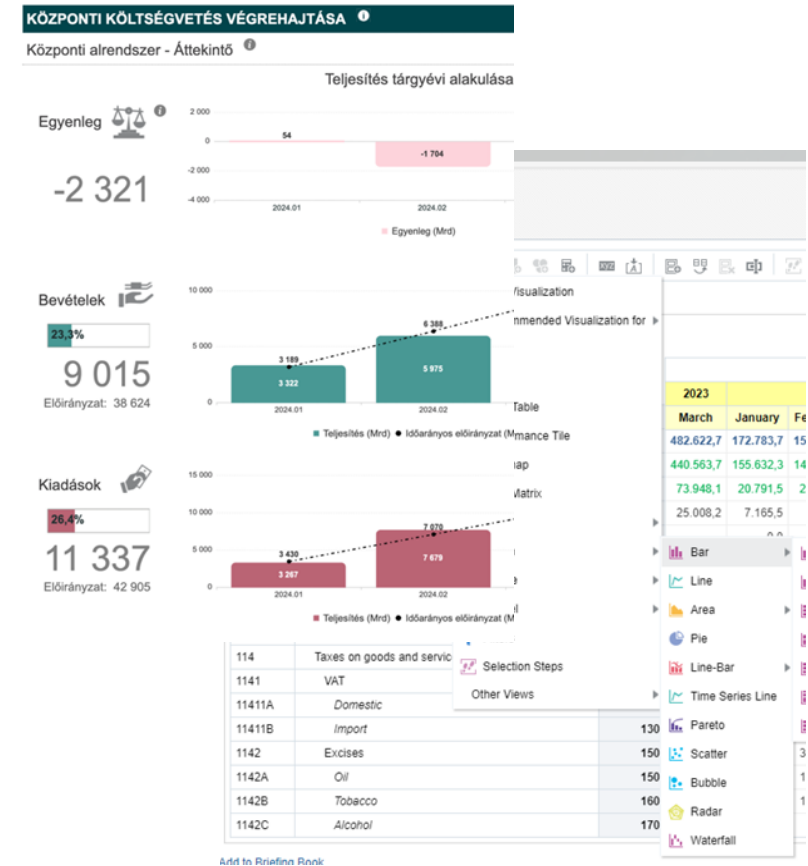 KÖZPONTI KÖLTSÉGVETÉS VÉGREHAJTÁSA
Központi alrendszer - Áttekintő
Teljesítés tárgyévi alakulása
Egyenleg
-2 321
2 000
0
-2 000
-4 000
54
-1 704
2024.01 2024.02
Egyenleg (Mrd)
Bevételek
23,3%
9 015
Előirányzat: 38 624
10 000
5 000
0
3 189
3 322
6 388
5 975
2024.01 2024.02
Teljesítés (Mrd) Időarányos előirányzat (M
Kiadások
26,4%
11 337
Előirányzat: 42 905
15 000
10 000
5 000
0
3 430
3 267
7 070
7 679
2024.01 2024.02
Teljesítés (Mrd) Időarányos előirányzat (M
Visualization
mmended Visualization for
Table
mance Tile
Matrix
Selection Steps
Other Views
2023
March January Fe
482.622,7 172.783,7 15
440.563,7 155.632,3 14
73.948,1 20.791,5 2
25.008,2 7.165,5
Bar
Line
Area
Pie
Line-Bar
Time Series Line
Pareto
Scatter
Bubble
Radar
Waterfall
114 Taxes on goods and servic
1141 VAT
11411A Domestic
11411B Import 130
1142 Excises 150
1142A Oil 150
1142B Tobacco 160
1142C Alcohol 170
Add to Briefing Book